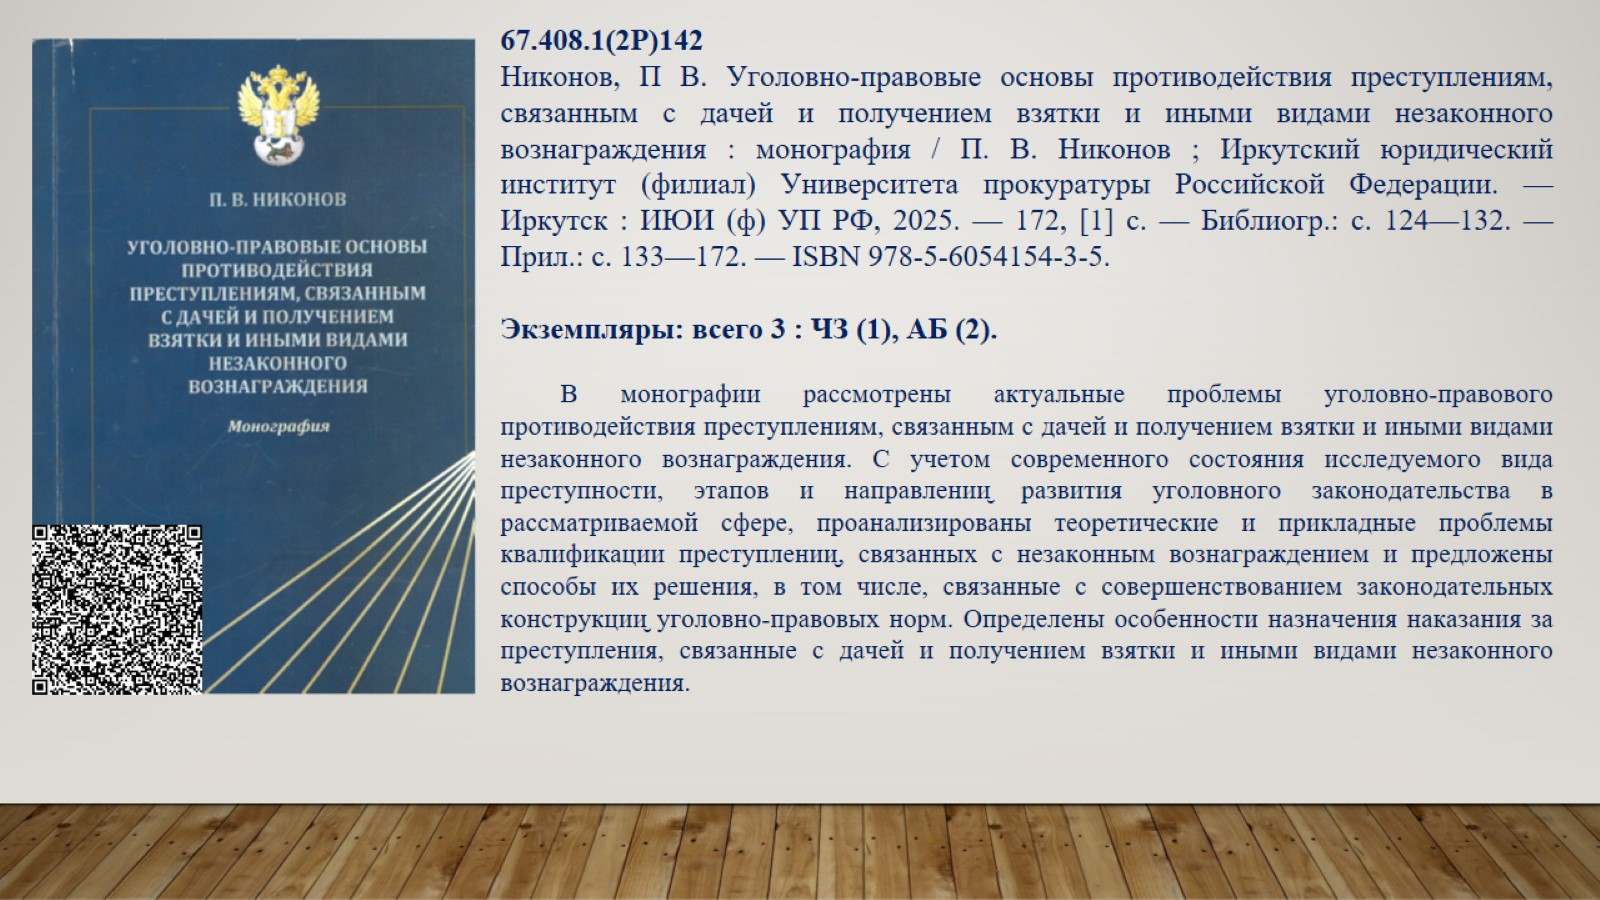 П. В. НИКОНОВ
УГОЛОВНО-ПРАВОВЫЕ ОСНОВЫ
ПРОТИВОДЕЙСТВИЯ
ПРЕСТУПЛЕНИЯМ, СВЯЗАННЫМ
С ДАЧЕЙ И ПОЛУЧЕНИЕМ
ВЗЯТКИ И ИНЫМИ ВИДАМИ
НЕЗАКОННОГО
ВОЗНАГРАЖДЕНИЯ
Монография
67.408.1(2Р)142
Никонов, П В. Уголовно-правовые основы противодействия преступлениям,
связанным с дачей и получением взятки и иными видами незаконного
вознаграждения : монография / П. В. Никонов ; Иркутский юридический
институт (филиал) Университета прокуратуры Российской Федерации. —
Иркутск : ИЮИ (ф) УП РФ, 2025. — 172, [1] с. — Библиогр.: с. 124—132. —
Прил.: с. 133—172. — ISBN 978-5-6054154-3-5.
Экземпляры: всего 3 : ЧЗ (1), АБ (2).
В монографии рассмотрены актуальные проблемы уголовно-правового
противодействия преступлениям, связанным с дачей и получением взятки и иными видами
незаконного вознаграждения. С учетом современного состояния исследуемого вида
преступности, этапов и направлений развития уголовного законодательства в
рассматриваемой сфере, проанализированы теоретические и прикладные проблемы
квалификации преступлений, связанных с незаконным вознаграждением и предложены
способы их решения, в том числе, связанные с совершенствованием законодательных
конструкций уголовно-правовых норм. Определены особенности назначения наказания за
преступления, связанные с дачей и получением взятки и иными видами незаконного
вознаграждения.